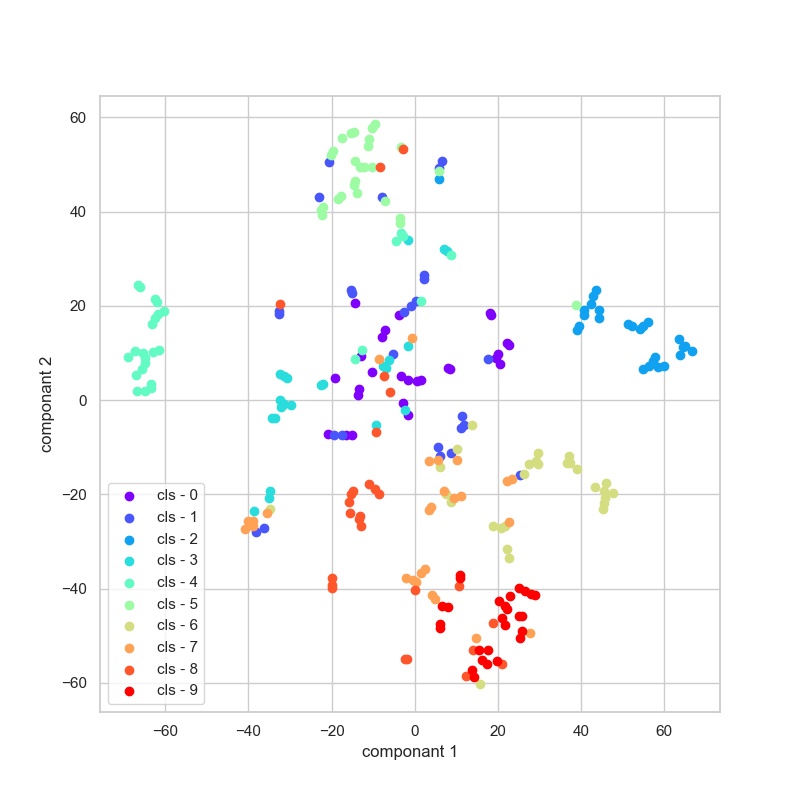 60
40
20
0
−20
−40
−60
componant 2
cls - 0
cls - 1
cls - 2
cls - 3
cls - 4
cls - 5
cls - 6
cls - 7
cls - 8
cls - 9
−60 −40 −20 0 20 40 60
componant 1